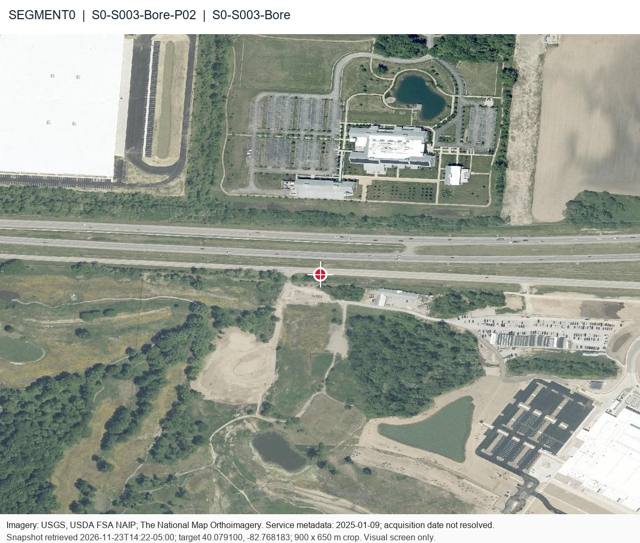 SEGMENT0 | S0-S003-Bore-P02 | S0-S003-Bore
Imagery: USGS, USDA FSA NAIP; The National Map Orthoimagery. Service metadata: 2025-01-09; acquisition date not resolved.
Snapshot retrieved 2026-11-23T14:22-05:00; target 40.079100, -82.768183; 900 x 650 m crop. Visual screen only.